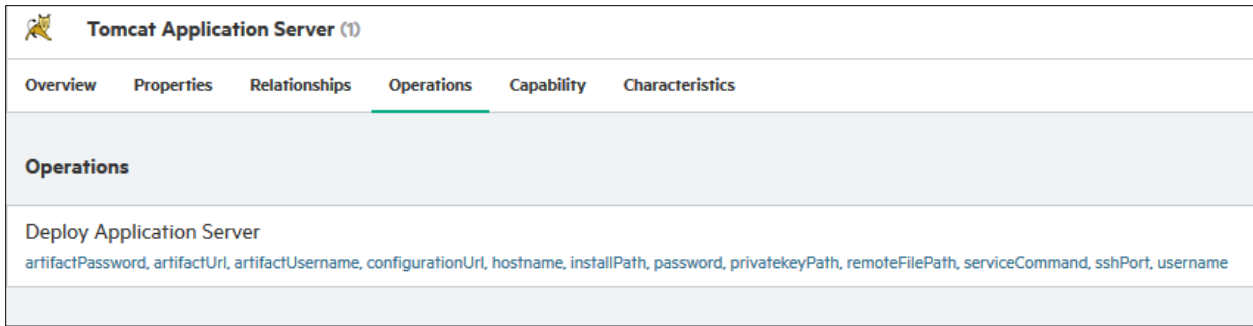 Tomcat Application Server (1)
Overview Properties Relationships Operations Capability Characteristics
Operations
Deploy Application Server
artifactPassword, artifactUrl, artifactUsername, configurationUrl, hostname, installPath, password, privatekeyPath, remoteFilePath, serviceCommand, sshPort, username